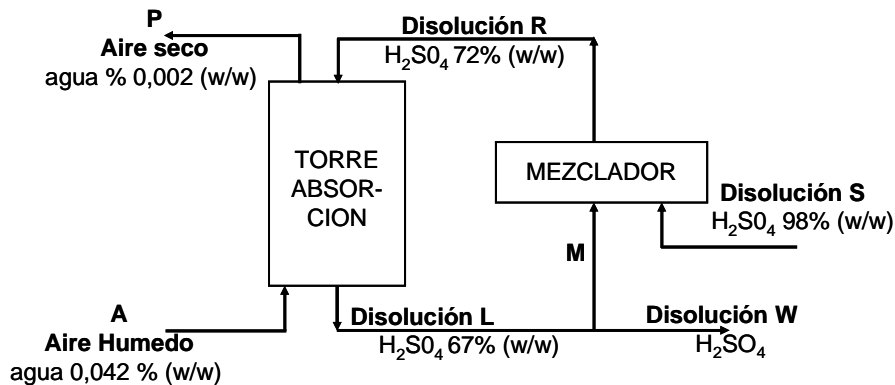 P
Aire seco
agua % 0,002 (w/w)
Disolución R
H₂S0₄ 72% (w/w)
TORRE
ABSOR-
CION
MEZCLADOR
Disolución S
H₂S0₄ 98% (w/w)
M
A
Aire Humedo
agua 0,042 % (w/w)
Disolución L
H₂S0₄ 67% (w/w)
Disolución W
H₂SO₄